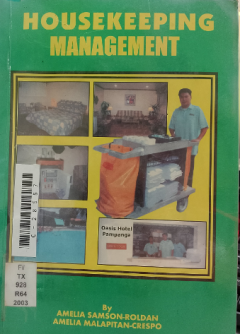 HOUSEKEEPING
MANAGEMENT
Oasis Hotel
Pampanga
TX
928
R64
2003
By
AMELIA SAMSON-ROLDAN
AMELIA MALAPITAN-CRESPO